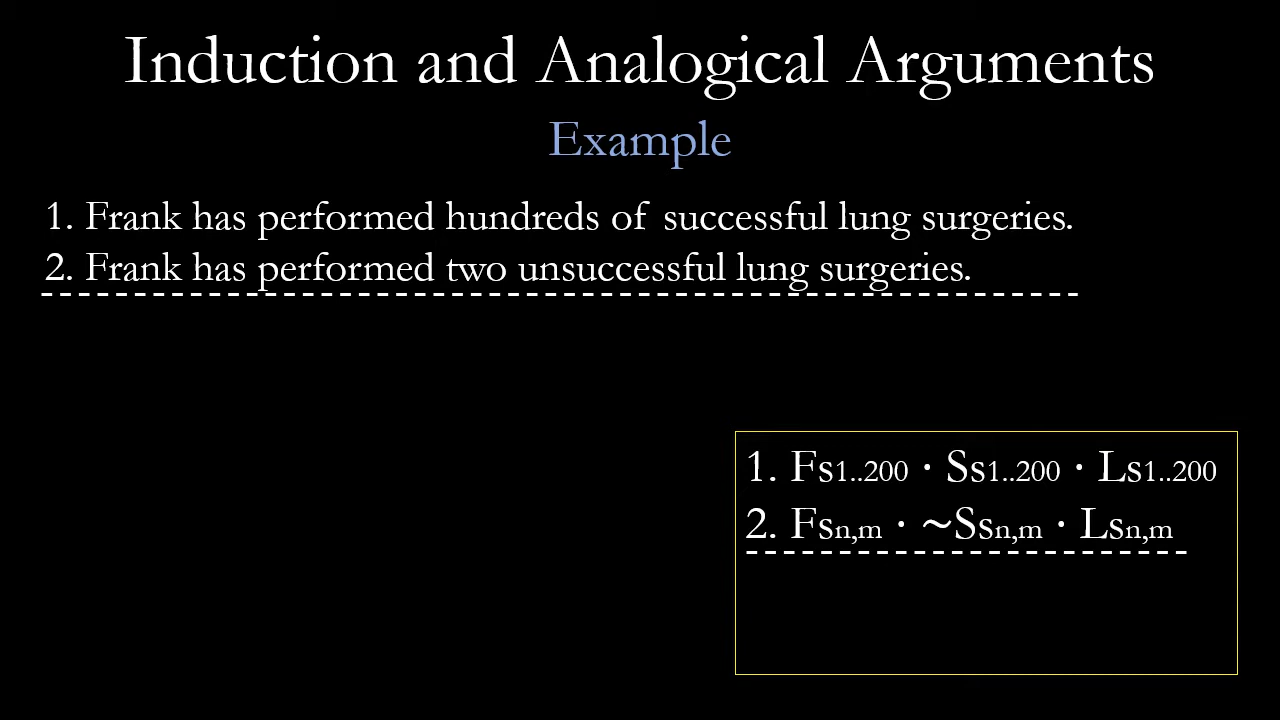 Induction and Analogical Arguments
Example
1. Frank has performed hundreds of successful lung surgeries.
2. Frank has performed two unsuccessful lung surgeries.
1. Fs1..200 · Ss1..200 · Ls1..200
2. Fsn,m · ~Ssn,m · Lsn,m